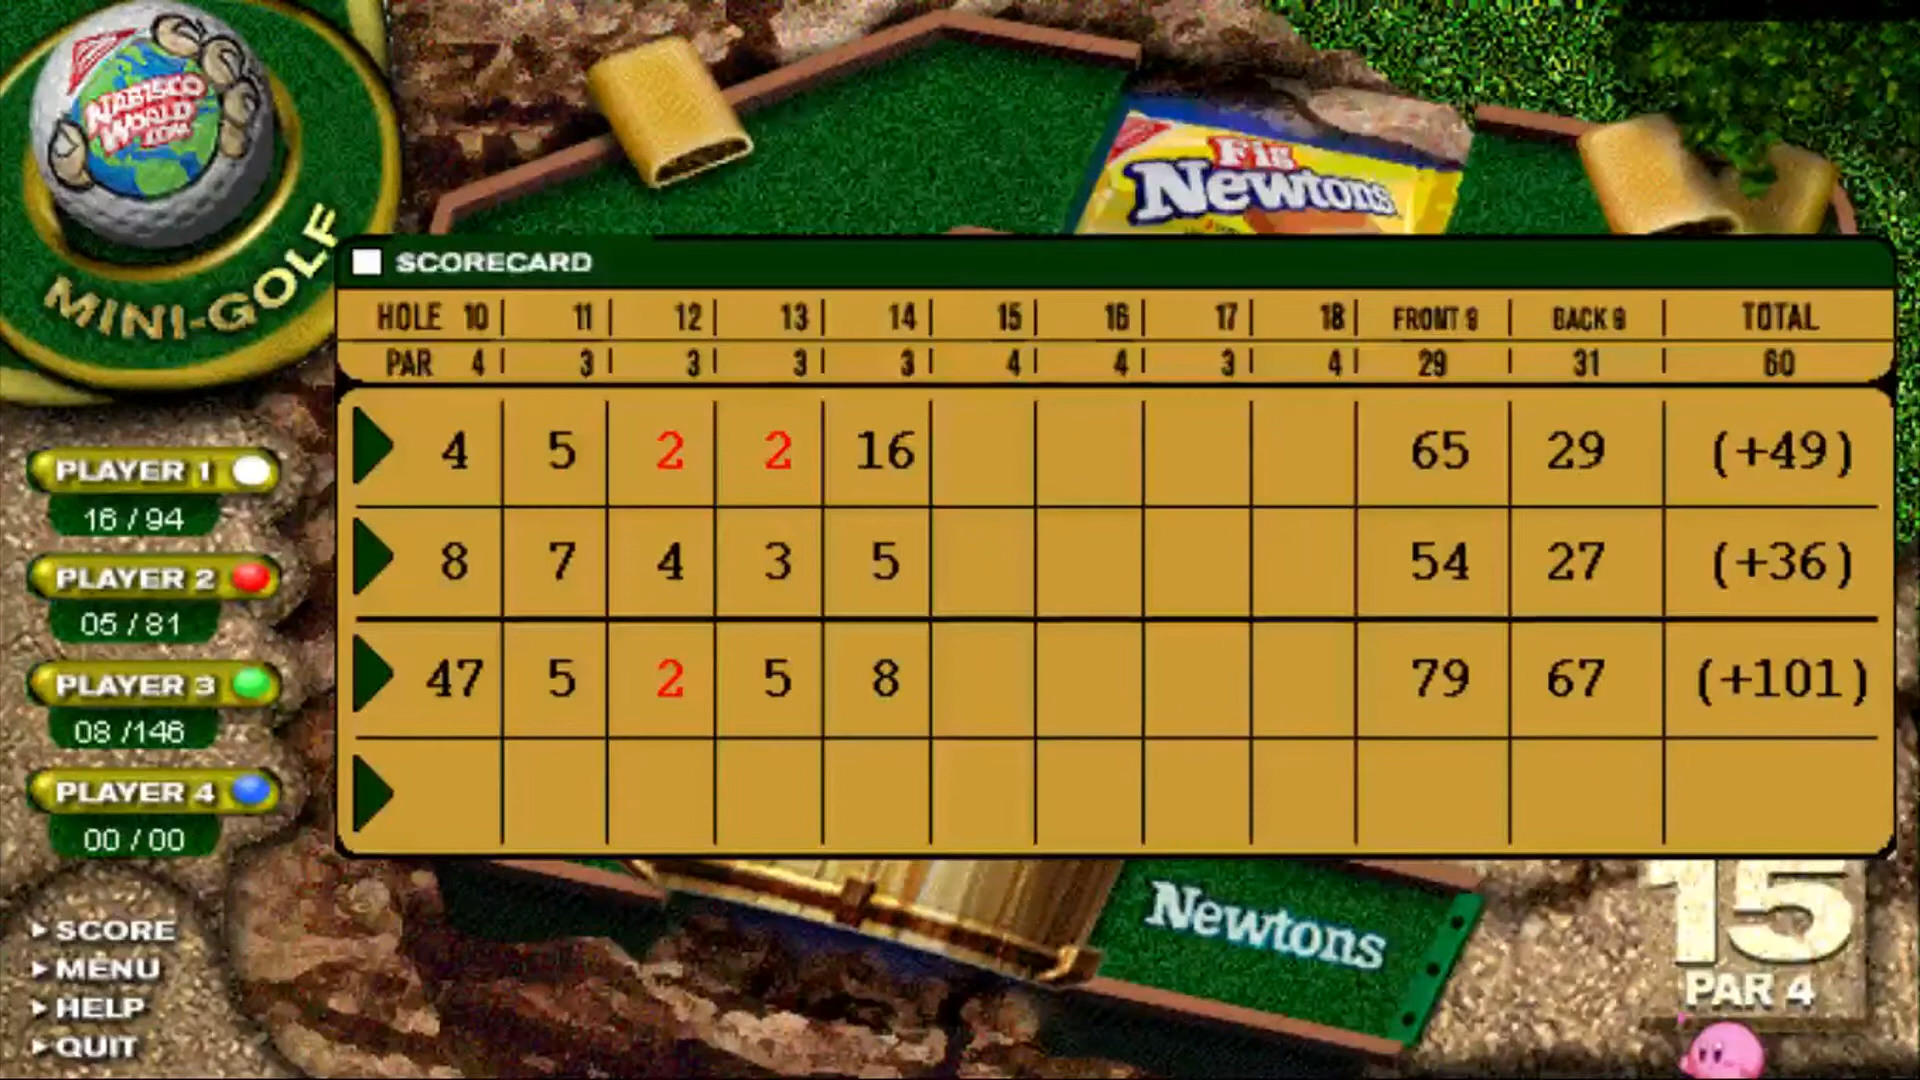 NABISCO
WORLD
.COM
MINI-GOLF
Fig
Newtons
SCORECARD
HOLE 10 11 12 13 14 15 16 17 18 FRONT 9 BACK 9 TOTAL
PAR 4 3 3 3 3 4 4 3 4 29 31 60
4 5 2 2 16 65 29 (+49)
8 7 4 3 5 54 27 (+36)
47 5 2 5 8 79 67 (+101)
PLAYER 1
16 / 94
PLAYER 2
05 / 81
PLAYER 3
08 /146
PLAYER 4
00 / 00
SCORE
MENU
HELP
QUIT
Newtons
15
PAR 4